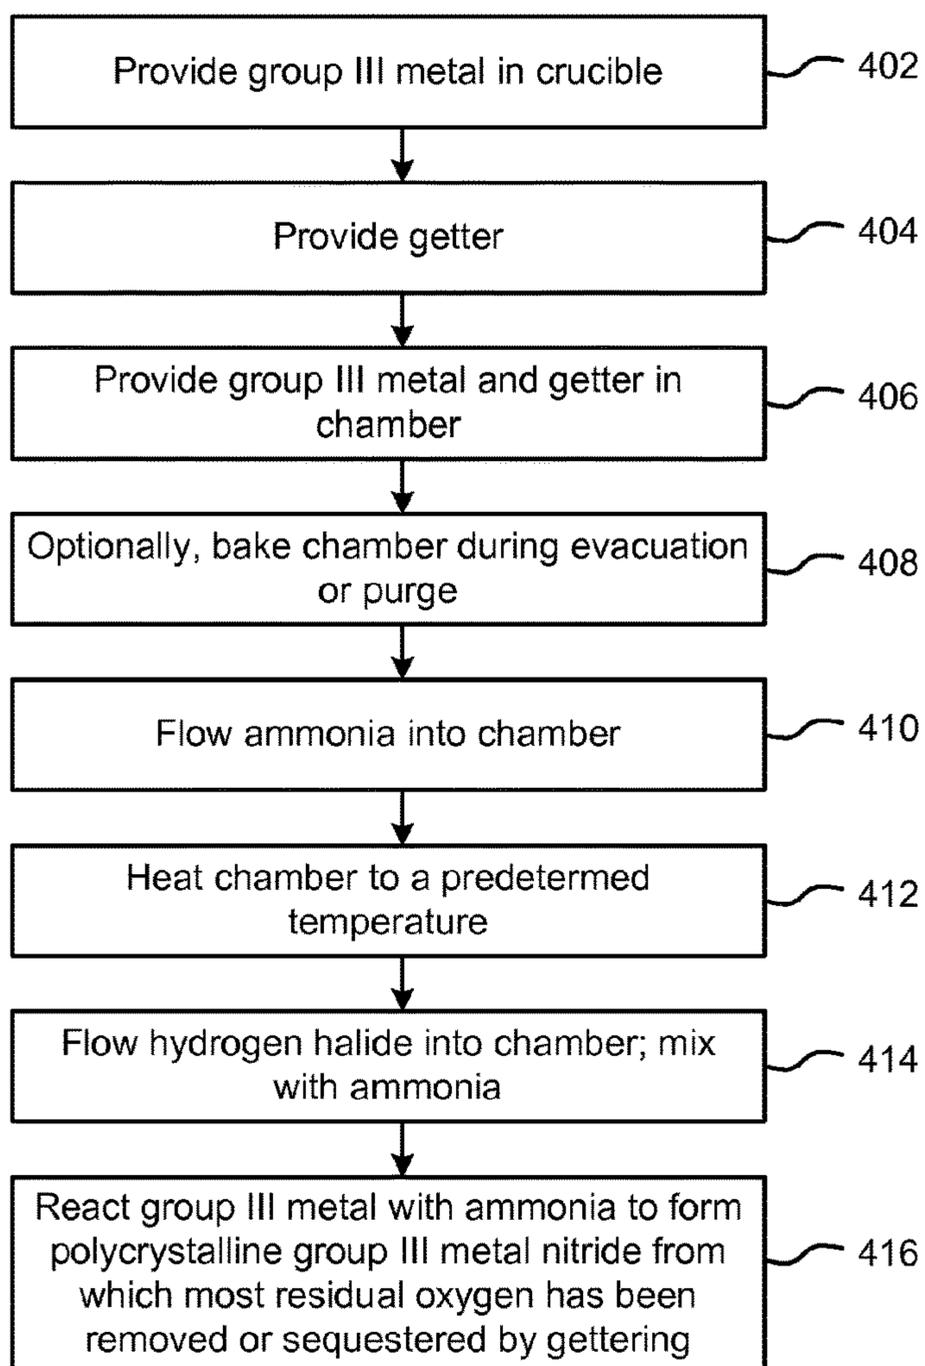 Provide group III metal in crucible
402
Provide getter
404
Provide group III metal and getter in
chamber
406
Optionally, bake chamber during evacuation
or purge
408
Flow ammonia into chamber
410
Heat chamber to a predetermed
temperature
412
Flow hydrogen halide into chamber; mix
with ammonia
414
React group III metal with ammonia to form
polycrystalline group III metal nitride from
which most residual oxygen has been
removed or sequestered by gettering
416